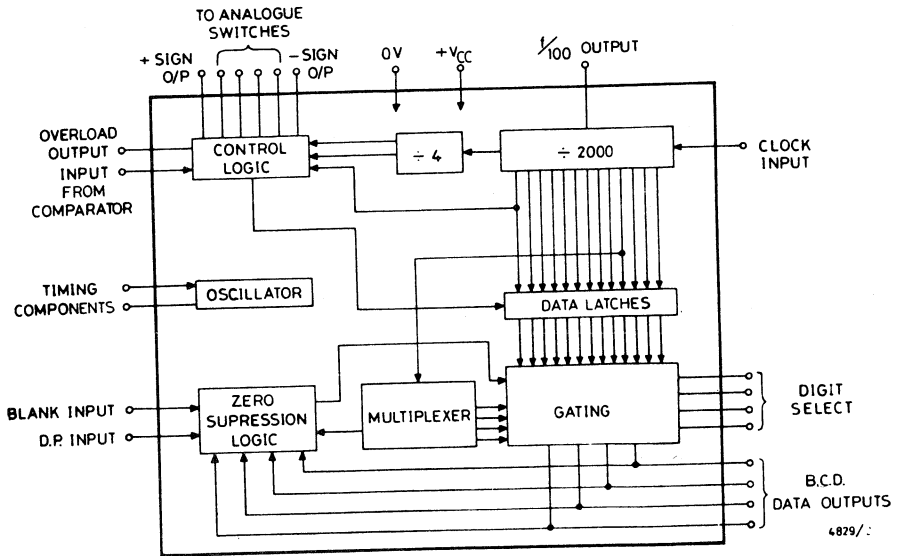 TO ANALOGUE
SWITCHES
+ SIGN
O/P
-SIGN
O/P
0V
+VCC
f/100 OUTPUT
OVERLOAD
OUTPUT
INPUT
FROM
COMPARATOR
CONTROL
LOGIC
÷ 4
÷ 2000
CLOCK
INPUT
TIMING
COMPONENTS
OSCILLATOR
DATA LATCHES
BLANK INPUT
D.P. INPUT
ZERO
SUPRESSION
LOGIC
MULTIPLEXER
GATING
DIGIT
SELECT
B.C.D.
DATA OUTPUTS
4829/